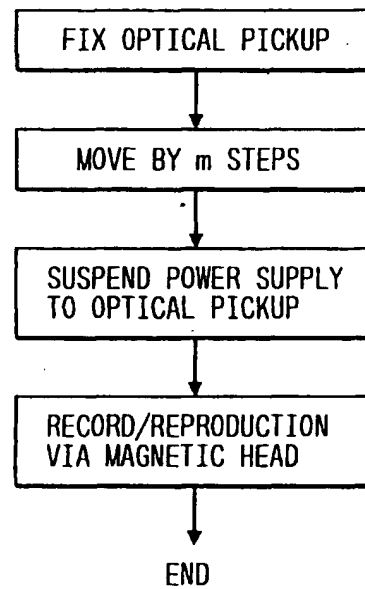 FIX OPTICAL PICKUP
MOVE BY m STEPS
SUSPEND POWER SUPPLY
TO OPTICAL PICKUP
RECORD/REPRODUCTION
VIA MAGNETIC HEAD
END